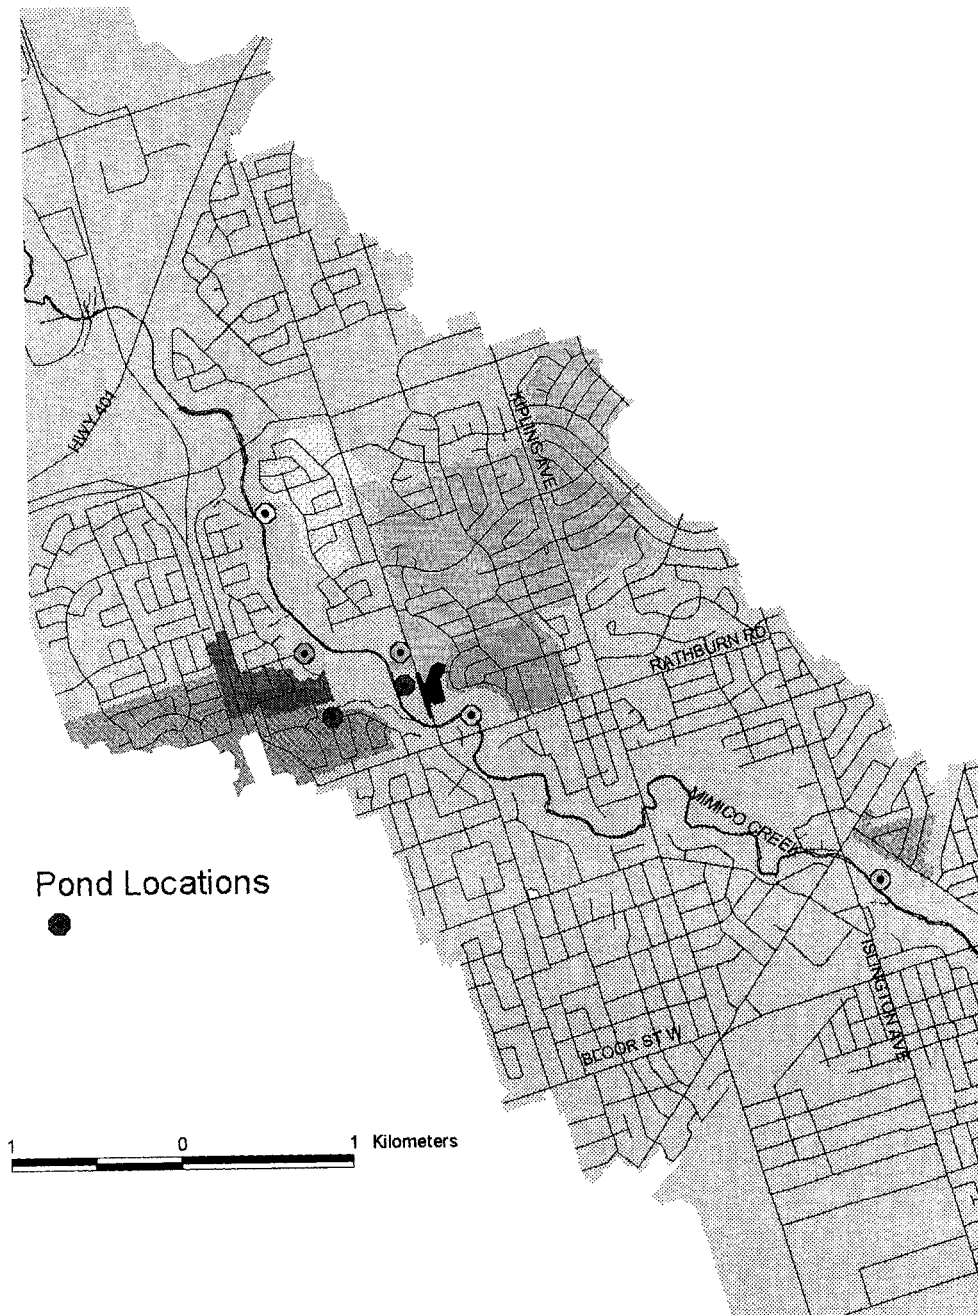 HWY 401
KIPLING AVE
RATHBURN RD
MIMICO CREEK
Pond Locations
ISLINGTON AVE
BLOOR ST W
1 0 1 Kilometers